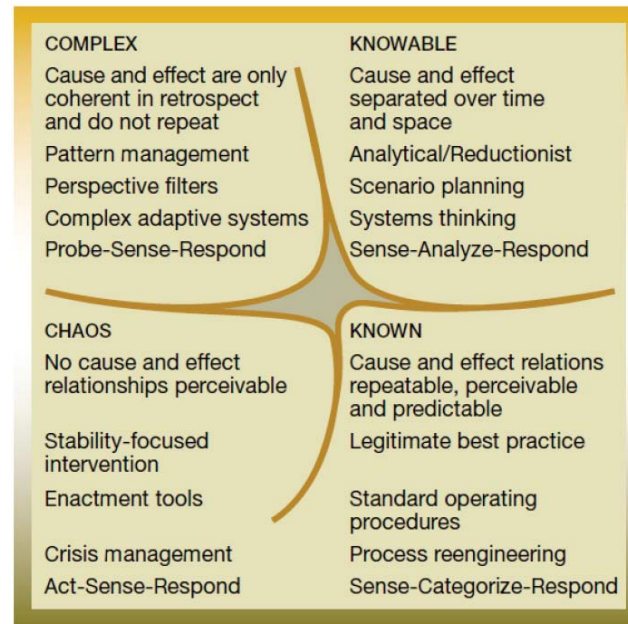 COMPLEX
Cause and effect are only
coherent in retrospect
and do not repeat
Pattern management
Perspective filters
Complex adaptive systems
Probe-Sense-Respond
KNOWABLE
Cause and effect
separated over time
and space
Analytical/Reductionist
Scenario planning
Systems thinking
Sense-Analyze-Respond
CHAOS
No cause and effect
relationships perceivable
Stability-focused
intervention
Enactment tools
Crisis management
Act-Sense-Respond
KNOWN
Cause and effect relations
repeatable, perceivable
and predictable
Legitimate best practice
Standard operating
procedures
Process reengineering
Sense-Categorize-Respond